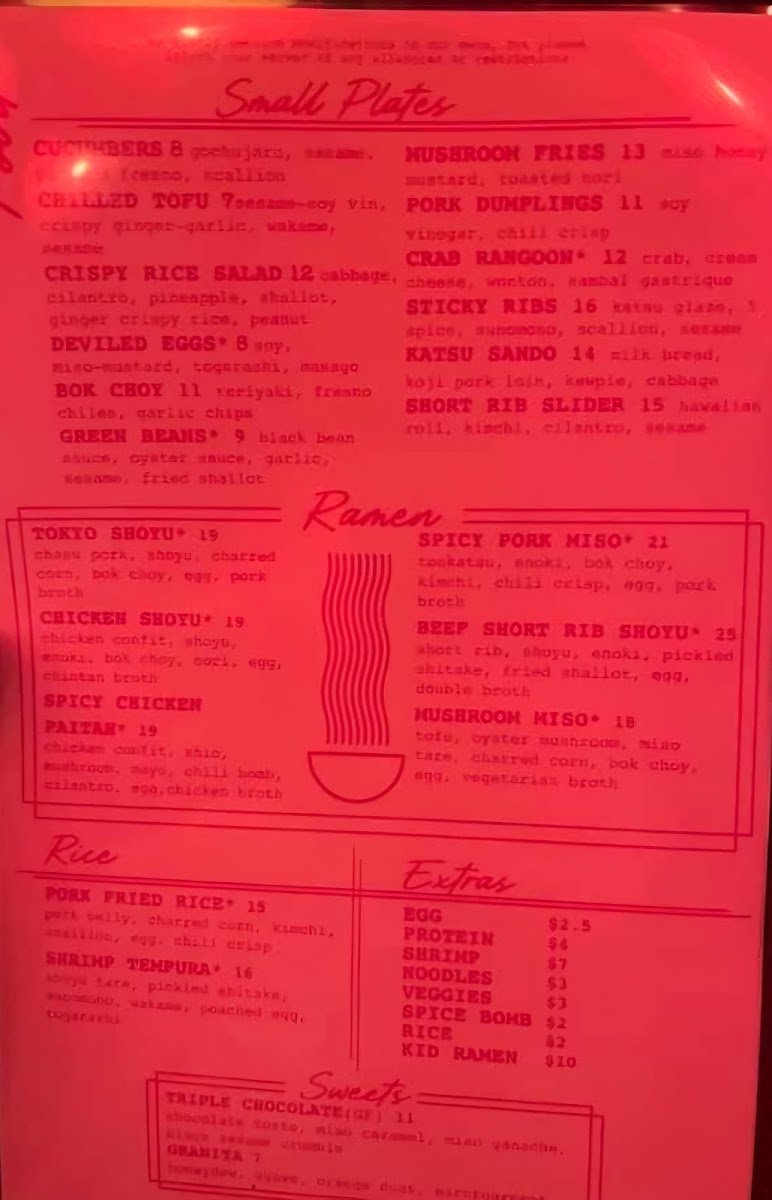 Small Plates
CUCUMBERS 8 gochujaru, sesame,
fresno, scallion
CHILLED TOFU 7 sesame-soy vin,
crispy ginger-garlic, wakame,
sesame
CRISPY RICE SALAD 12 cabbage,
cilantro, pineapple, shallot,
ginger crispy rice, peanut
DEVILED EGGS* 8 soy,
miso-mustard, togarashi, masago
BOK CHOY 11 teriyaki, fresno
chiles, garlic chips
GREEN BEANS* 9 black bean
sauce, oyster sauce, garlic,
sesame, fried shallot
MUSHROOM FRIES 13 miso honey
mustard, toasted nori
PORK DUMPLINGS 11 soy
vinegar, chili crisp
CRAB RANGOON* 12 crab, cream
cheese, wonton, sambal gastrique
STICKY RIBS 16 katsu glaze, 5
spice, sunomono, scallion, sesame
KATSU SANDO 14 milk bread,
koji pork loin, kewpie, cabbage
SHORT RIB SLIDER 15 hawaiian
roll, kimchi, cilantro, sesame
Ramen
TOKYO SHOYU* 19
chasu pork, shoyu, charred
corn, bok choy, egg, pork
broth
CHICKEN SHOYU* 19
chicken confit, shoyu,
enoki, bok choy, nori, egg,
chintan broth
SPICY CHICKEN
PAITAN* 19
chicken confit, shio,
mushroom, mayu, chili bomb,
cilantro, egg,chicken broth
SPICY PORK MISO* 21
tonkatsu, enoki, bok choy,
kimchi, chili crisp, egg, pork
broth
BEEF SHORT RIB SHOYU* 25
short rib, shoyu, enoki, pickled
shitake, fried shallot, egg,
double broth
MUSHROOM MISO* 18
tofu, oyster mushroom, miso
tare, charred corn, bok choy,
egg, vegetarian broth
Rice
PORK FRIED RICE* 15
pork belly, charred corn, kimchi,
scallion, egg, chili crisp
SHRIMP TEMPURA* 16
shoyu tare, pickled shitake,
sunomono, wakame, poached egg,
togarashi
Extras
EGG $2.5
PROTEIN $4
SHRIMP $7
NOODLES $3
VEGGIES $3
SPICE BOMB $2
RICE $2
KID RAMEN $10
Sweets
TRIPLE CHOCOLATE(GF) 11
chocolate torte, miso caramel, miso ganache,
black sesame crumble
GRANITA 7
honeydew, agave, dust,